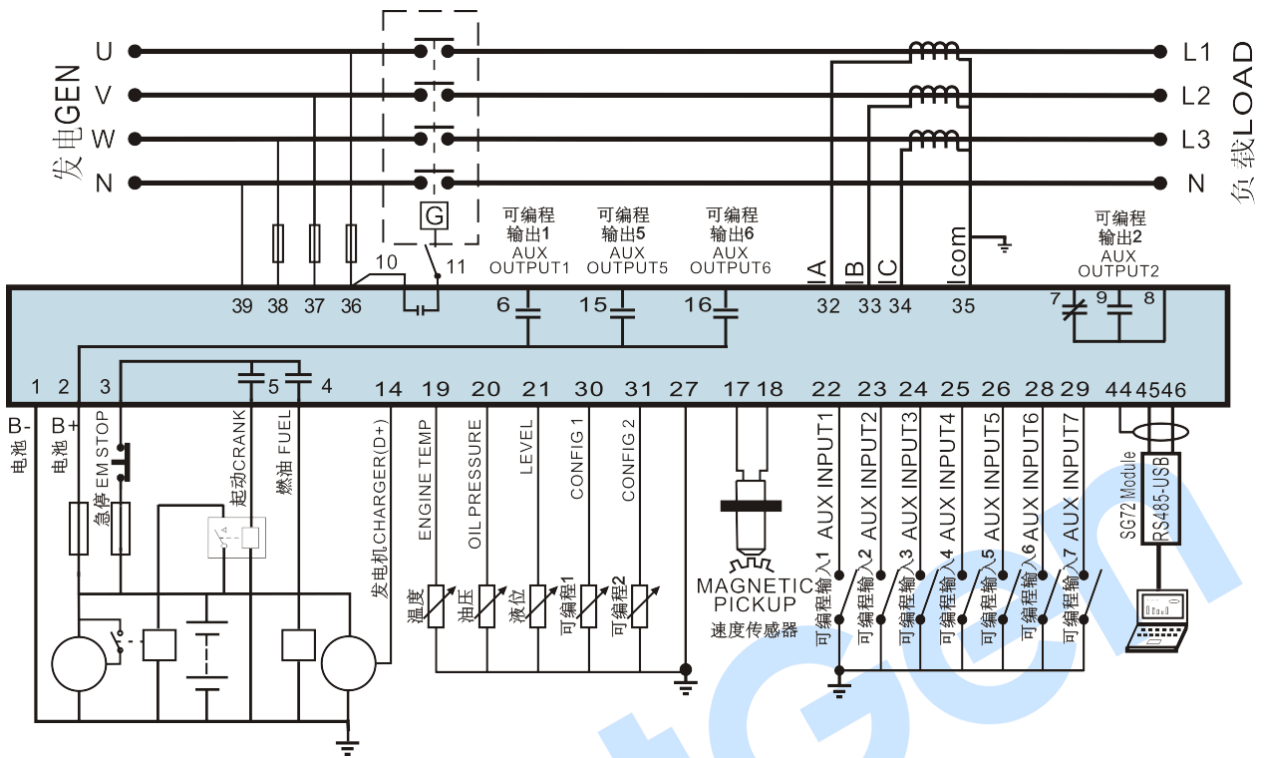 发电GEN
U
V
W
N
L1
L2
L3
N
负载LOAD
G
10
11
可编程
输出1
AUX
OUTPUT1
可编程
输出5
AUX
OUTPUT5
可编程
输出6
AUX
OUTPUT6
IA
IB
IC
Icom
可编程
输出2
AUX
OUTPUT2
39 38 37 36
6 15 16
32 33 34 35
7 9 8
1 2 3 5 4 14 19 20 21 30 31 27 17 18 22 23 24 25 26 28 29 44 45 46
B-
电池
B+
电池
急停 EM STOP
起动CRANK
燃油 FUEL
发电机CHARGER(D+)
ENGINE TEMP
温度
OIL PRESSURE
油压
LEVEL
液位
CONFIG 1
可编程1
CONFIG 2
可编程2
MAGNETIC
PICKUP
速度传感器
可编程输入1 AUX INPUT1
可编程输入2 AUX INPUT2
可编程输入3 AUX INPUT3
可编程输入4 AUX INPUT4
可编程输入5 AUX INPUT5
可编程输入6 AUX INPUT6
可编程输入7 AUX INPUT7
SG72 Module
RS485-USB
tGen